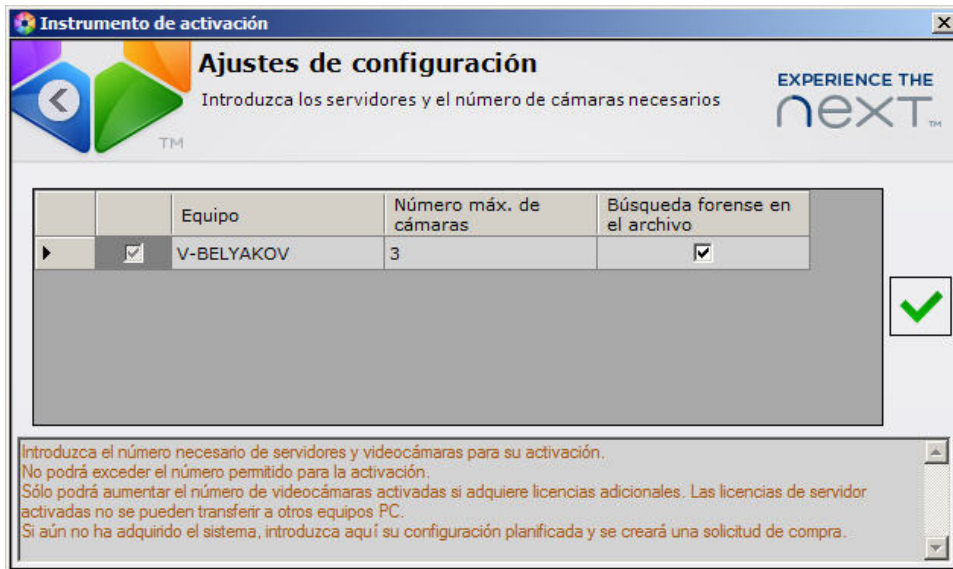 Instrumento de activación
Ajustes de configuración
Introduzca los servidores y el número de cámaras necesarios
EXPERIENCE THE
next™
TM
Equipo
Número máx. de
cámaras
Búsqueda forense en
el archivo
V-BELYAKOV
3
Introduzca el número necesario de servidores y videocámaras para su activación.
No podrá exceder el número permitido para la activación.
Sólo podrá aumentar el número de videocámaras activadas si adquiere licencias adicionales. Las licencias de servidor
activadas no se pueden transferir a otros equipos PC.
Si aún no ha adquirido el sistema, introduzca aquí su configuración planificada y se creará una solicitud de compra.